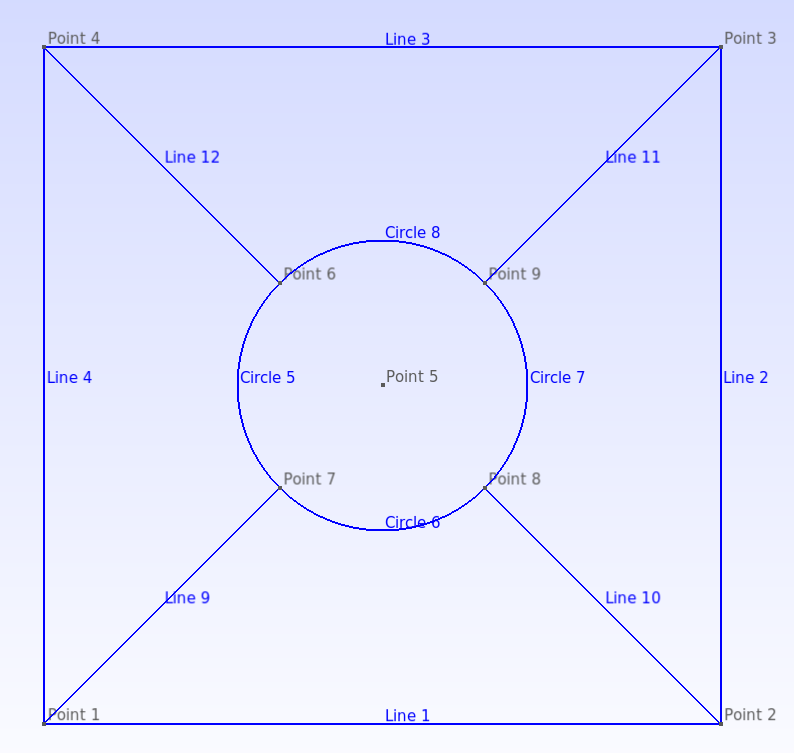 Point 4
Line 3
Point 3
Line 12
Line 11
Circle 8
Point 6
Point 9
Line 4
Circle 5
Point 5
Circle 7
Line 2
Point 7
Point 8
Circle 6
Line 9
Line 10
Point 1
Line 1
Point 2